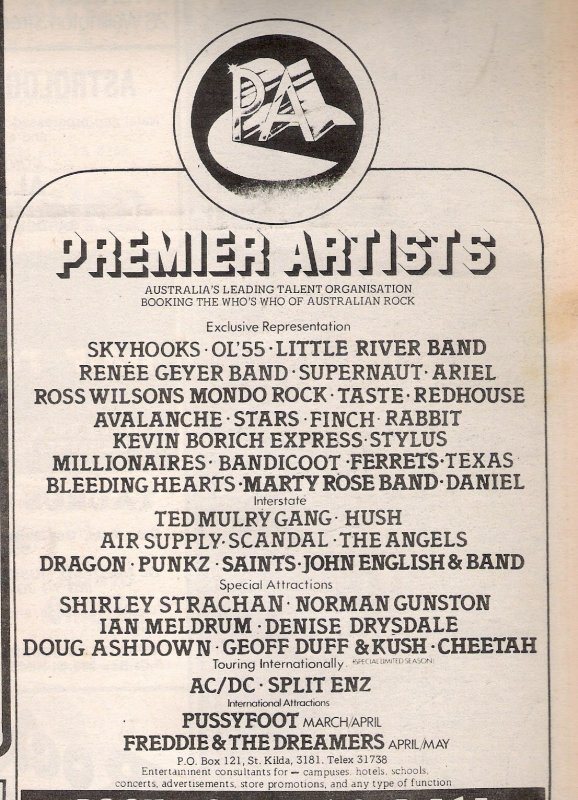 PA
PREMIER ARTISTS
AUSTRALIA'S LEADING TALENT ORGANISATION
BOOKING THE WHO'S WHO OF AUSTRALIAN ROCK
Exclusive Representation
SKYHOOKS · OL'55 · LITTLE RIVER BAND
RENÉE GEYER BAND · SUPERNAUT · ARIEL
ROSS WILSONS MONDO ROCK · TASTE · REDHOUSE
AVALANCHE · STARS · FINCH · RABBIT
KEVIN BORICH EXPRESS · STYLUS
MILLIONAIRES · BANDICOOT · FERRETS · TEXAS
BLEEDING HEARTS · MARTY ROSE BAND · DANIEL
Interstate
TED MULRY GANG · HUSH
AIR SUPPLY · SCANDAL · THE ANGELS
DRAGON · PUNKZ · SAINTS · JOHN ENGLISH & BAND
Special Attractions
SHIRLEY STRACHAN · NORMAN GUNSTON
IAN MELDRUM · DENISE DRYSDALE
DOUG ASHDOWN · GEOFF DUFF & KUSH · CHEETAH
Touring Internationally. (SPECIAL LIMITED SEASON)
AC/DC · SPLIT ENZ
International Attractions
PUSSYFOOT MARCH/APRIL
FREDDIE & THE DREAMERS APRIL/MAY
P.O. Box 121, St. Kilda, 3181. Telex 31738
Entertainment consultants for — campuses, hotels, schools,
concerts, advertisements, store promotions, and any type of function